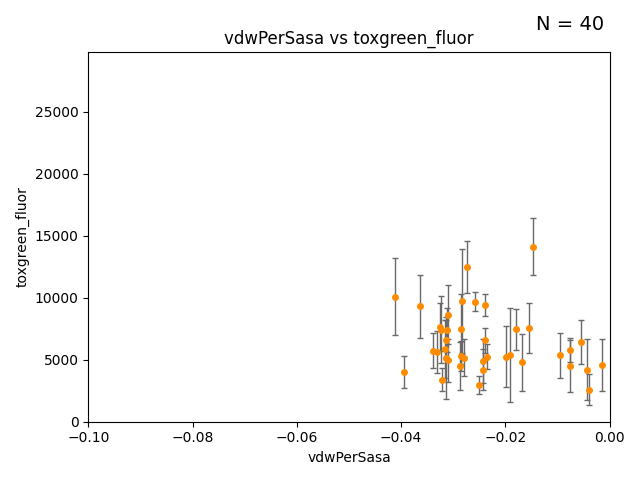 N = 40
vdwPerSasa vs toxgreen_fluor
25000
20000
15000
10000
5000
0
toxgreen_fluor
−0.10 −0.08 −0.06 −0.04 −0.02 0.00
vdwPerSasa